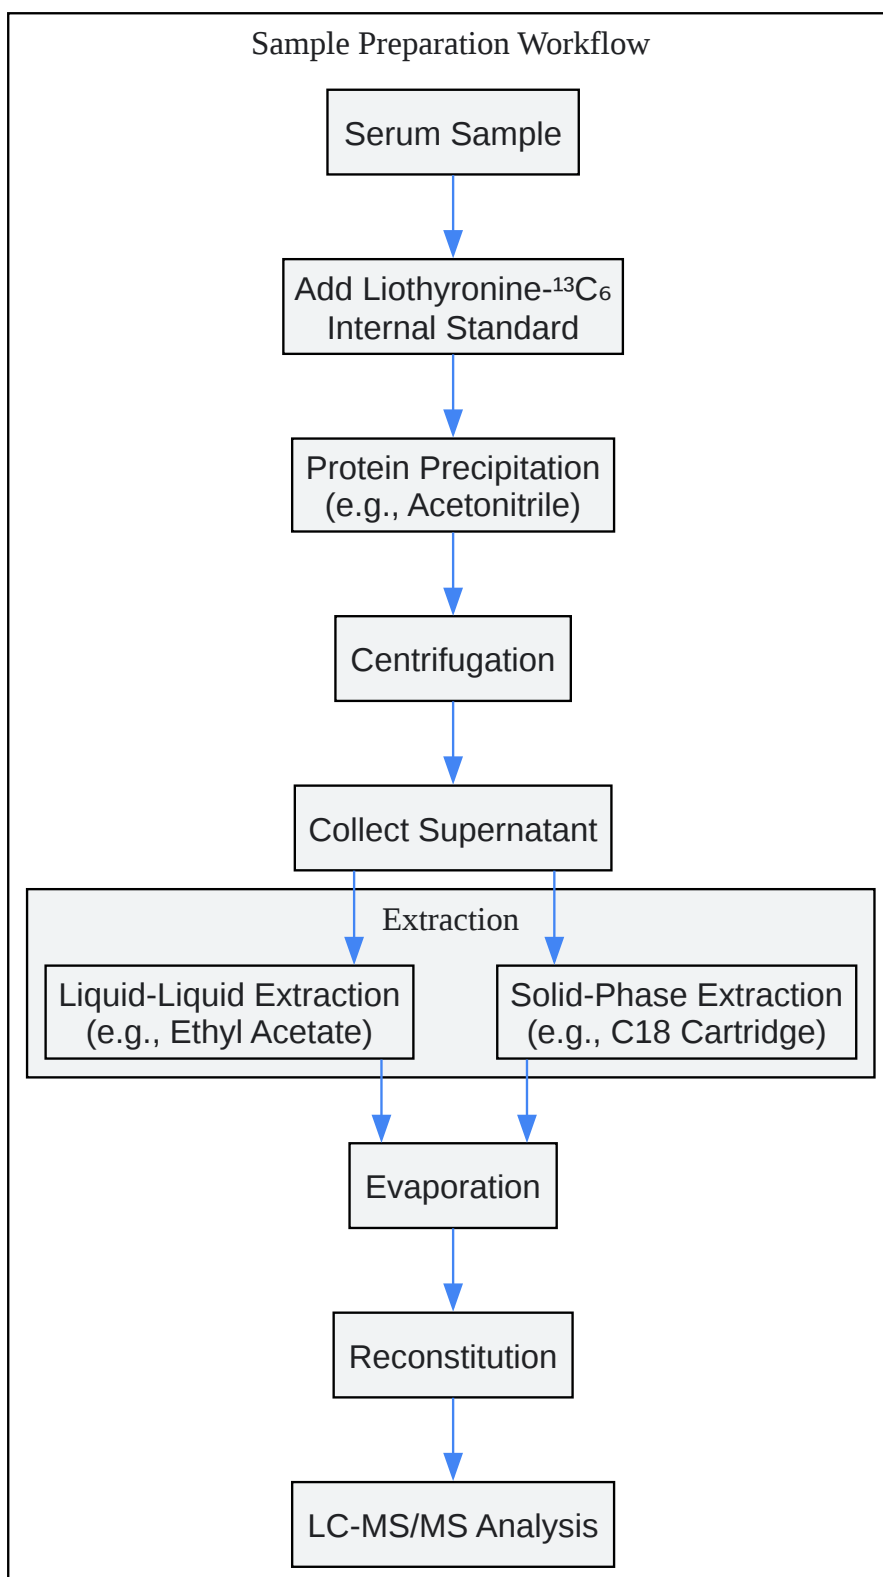 Sample Preparation Workflow
Serum Sample
Add Liothyronine-¹³C₆
Internal Standard
Protein Precipitation
(e.g., Acetonitrile)
Centrifugation
Collect Supernatant
Extraction
Liquid-Liquid Extraction
(e.g., Ethyl Acetate)
Solid-Phase Extraction
(e.g., C18 Cartridge)
Evaporation
Reconstitution
LC-MS/MS Analysis